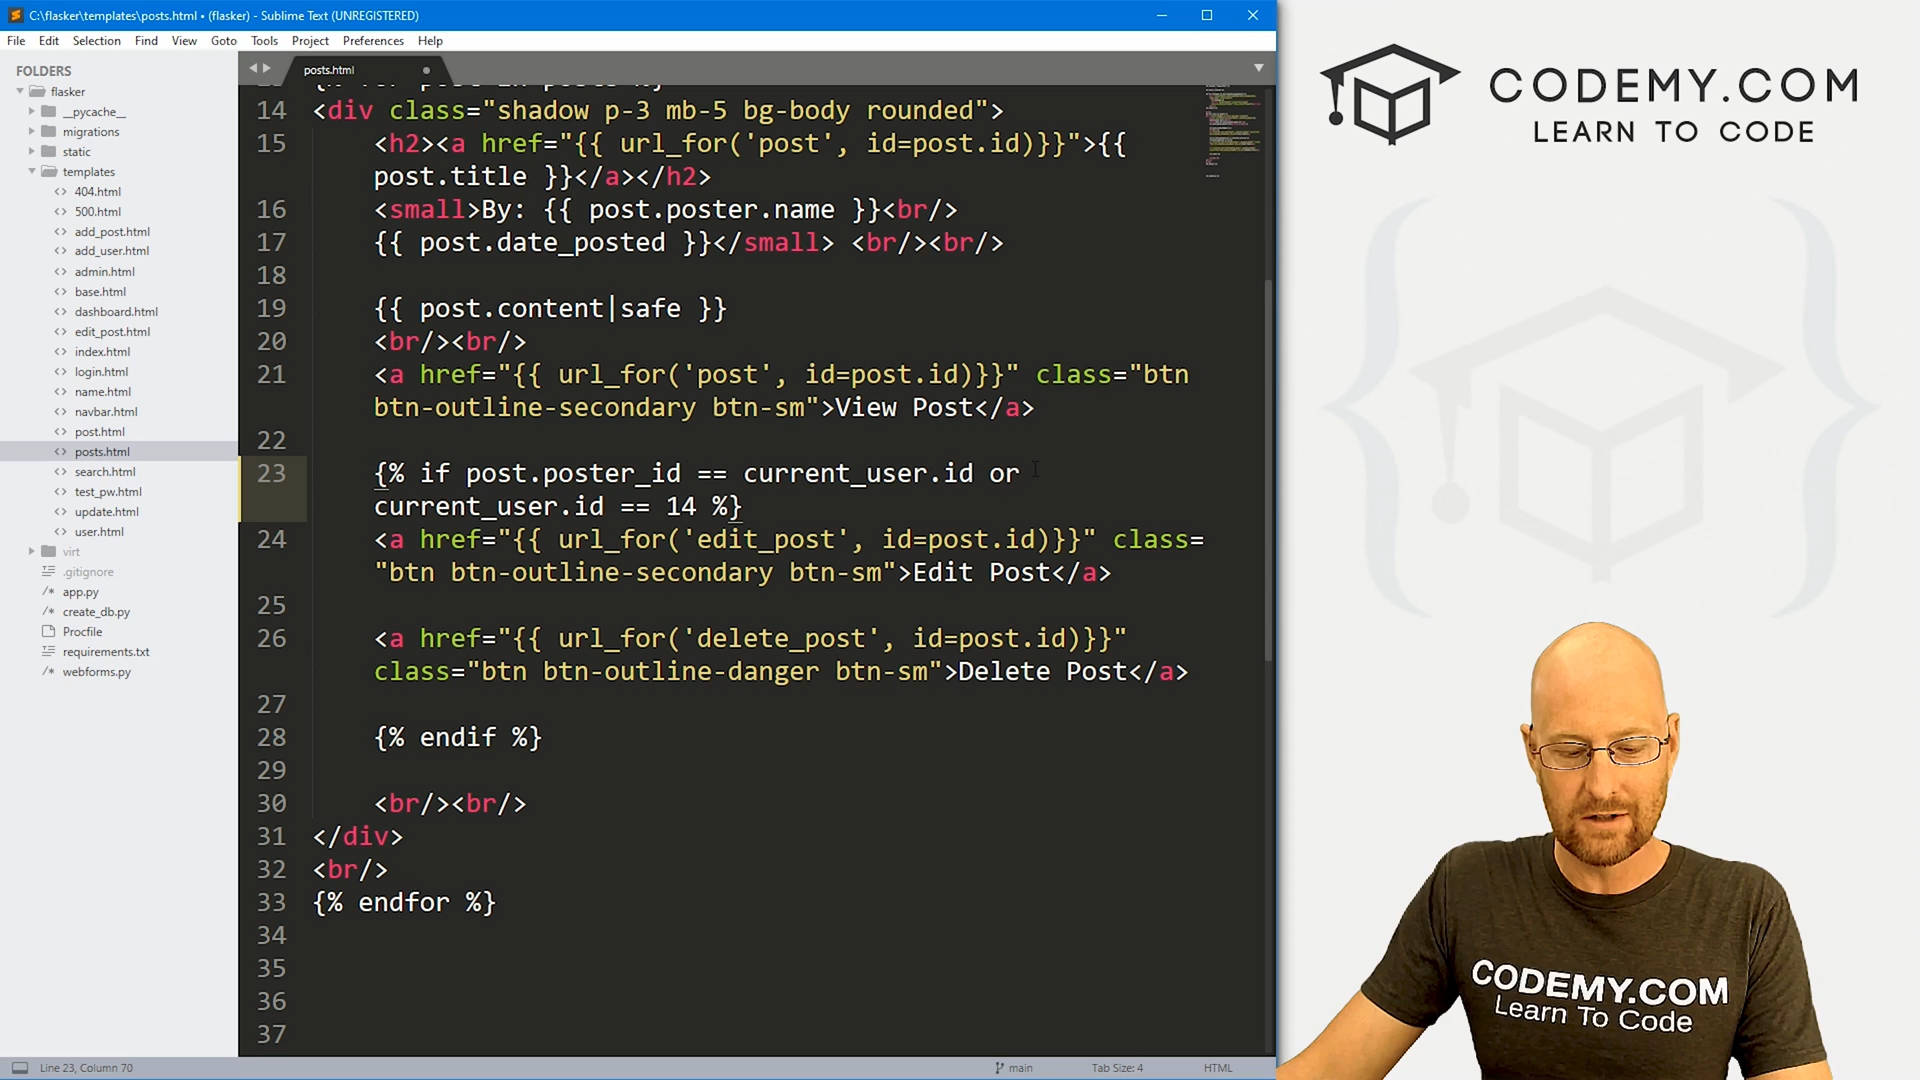 C:\flasker\templates\posts.html • (flasker) - Sublime Text (UNREGISTERED)
File Edit Selection Find View Goto Tools Project Preferences Help
FOLDERS
flasker
__pycache__
migrations
static
templates
404.html
500.html
add_post.html
add_user.html
admin.html
base.html
dashboard.html
edit_post.html
index.html
login.html
name.html
navbar.html
post.html
posts.html
search.html
test_pw.html
update.html
user.html
virt
.gitignore
app.py
create_db.py
Procfile
requirements.txt
webforms.py
posts.html
14 <div class="shadow p-3 mb-5 bg-body rounded">
15 <h2><a href="{{ url_for('post', id=post.id)}}">{{
post.title }}</a></h2>
16 <small>By: {{ post.poster.name }}<br/>
17 {{ post.date_posted }}</small> <br/><br/>
18
19 {{ post.content|safe }}
20 <br/><br/>
21 <a href="{{ url_for('post', id=post.id)}}" class="btn
btn-outline-secondary btn-sm">View Post</a>
22
23 {% if post.poster_id == current_user.id or
current_user.id == 14 %}
24 <a href="{{ url_for('edit_post', id=post.id)}}" class=
"btn btn-outline-secondary btn-sm">Edit Post</a>
25
26 <a href="{{ url_for('delete_post', id=post.id)}}"
class="btn btn-outline-danger btn-sm">Delete Post</a>
27
28 {% endif %}
29
30 <br/><br/>
31 </div>
32 <br/>
33 {% endfor %}
34
35
36
37
Line 23, Column 70
main
Tab Size: 4
HTML
CODEMY.COM
LEARN TO CODE
CODEMY.COM
Learn To Code